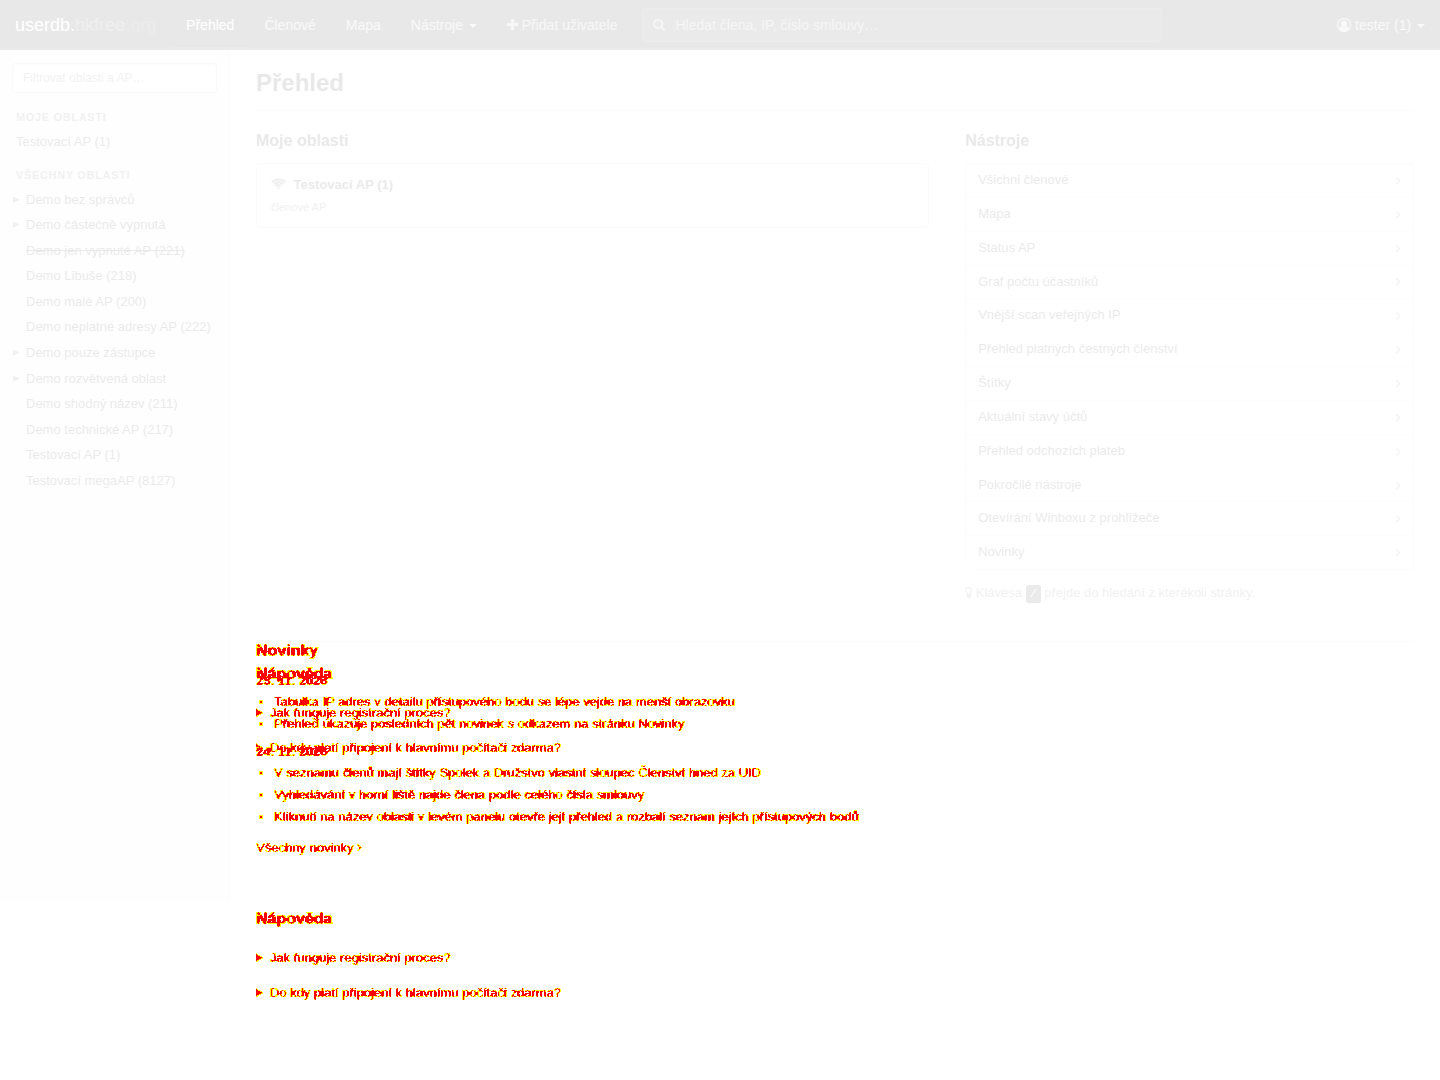 userdb.hkfree.org Přehled Členové Mapa Nástroje Přidat uživatele Hledat člena, IP, číslo smlouvy… tester (1)
Filtrovat oblasti a AP…
MOJE OBLASTI
Testovací AP (1)
VŠECHNY OBLASTI
Demo bez správců
Demo částečně vypnutá
Demo jen vypnuté AP (221)
Demo Libuše (218)
Demo malé AP (200)
Demo neplatné adresy AP (222)
Demo pouze zástupce
Demo rozvětvená oblast
Demo shodný název (211)
Demo technické AP (217)
Testovací AP (1)
Testovací megaAP (8127)
Přehled
Moje oblasti
Testovací AP (1)
Denové AP
Nástroje
Všichni členové
Mapa
Status AP
Graf počtu účastníků
Vnější scan veřejných IP
Přehled platných čestných členství
Štítky
Aktuální stavy účtů
Přehled odchozích plateb
Pokročilé nástroje
Otevírání Winboxu z prohlížeče
Novinky
Klávesa / přejde do hledání z kterékoli stránky.
Novinky
Nápověda
25. 11. 2026
Tabulka IP adres v detailu přístupového bodu se lépe vejde na menší obrazovku
Jak funguje registrační proces?
Přehled ukazuje posledních pět novinek s odkazem na stránku Novinky
Do kdy platí připojení k hlavnímu počítači zdarma?
24. 11. 2026
V seznamu členů mají štítky Spolek a Družstvo vlastní sloupec Členství hned za UID
Vyhledávání v horní liště najde člena podle celého čísla smlouvy
Kliknutí na název oblasti v levém panelu otevře její přehled a rozbalí seznam jejích přístupových bodů
Všechny novinky
Nápověda
Jak funguje registrační proces?
Do kdy platí připojení k hlavnímu počítači zdarma?